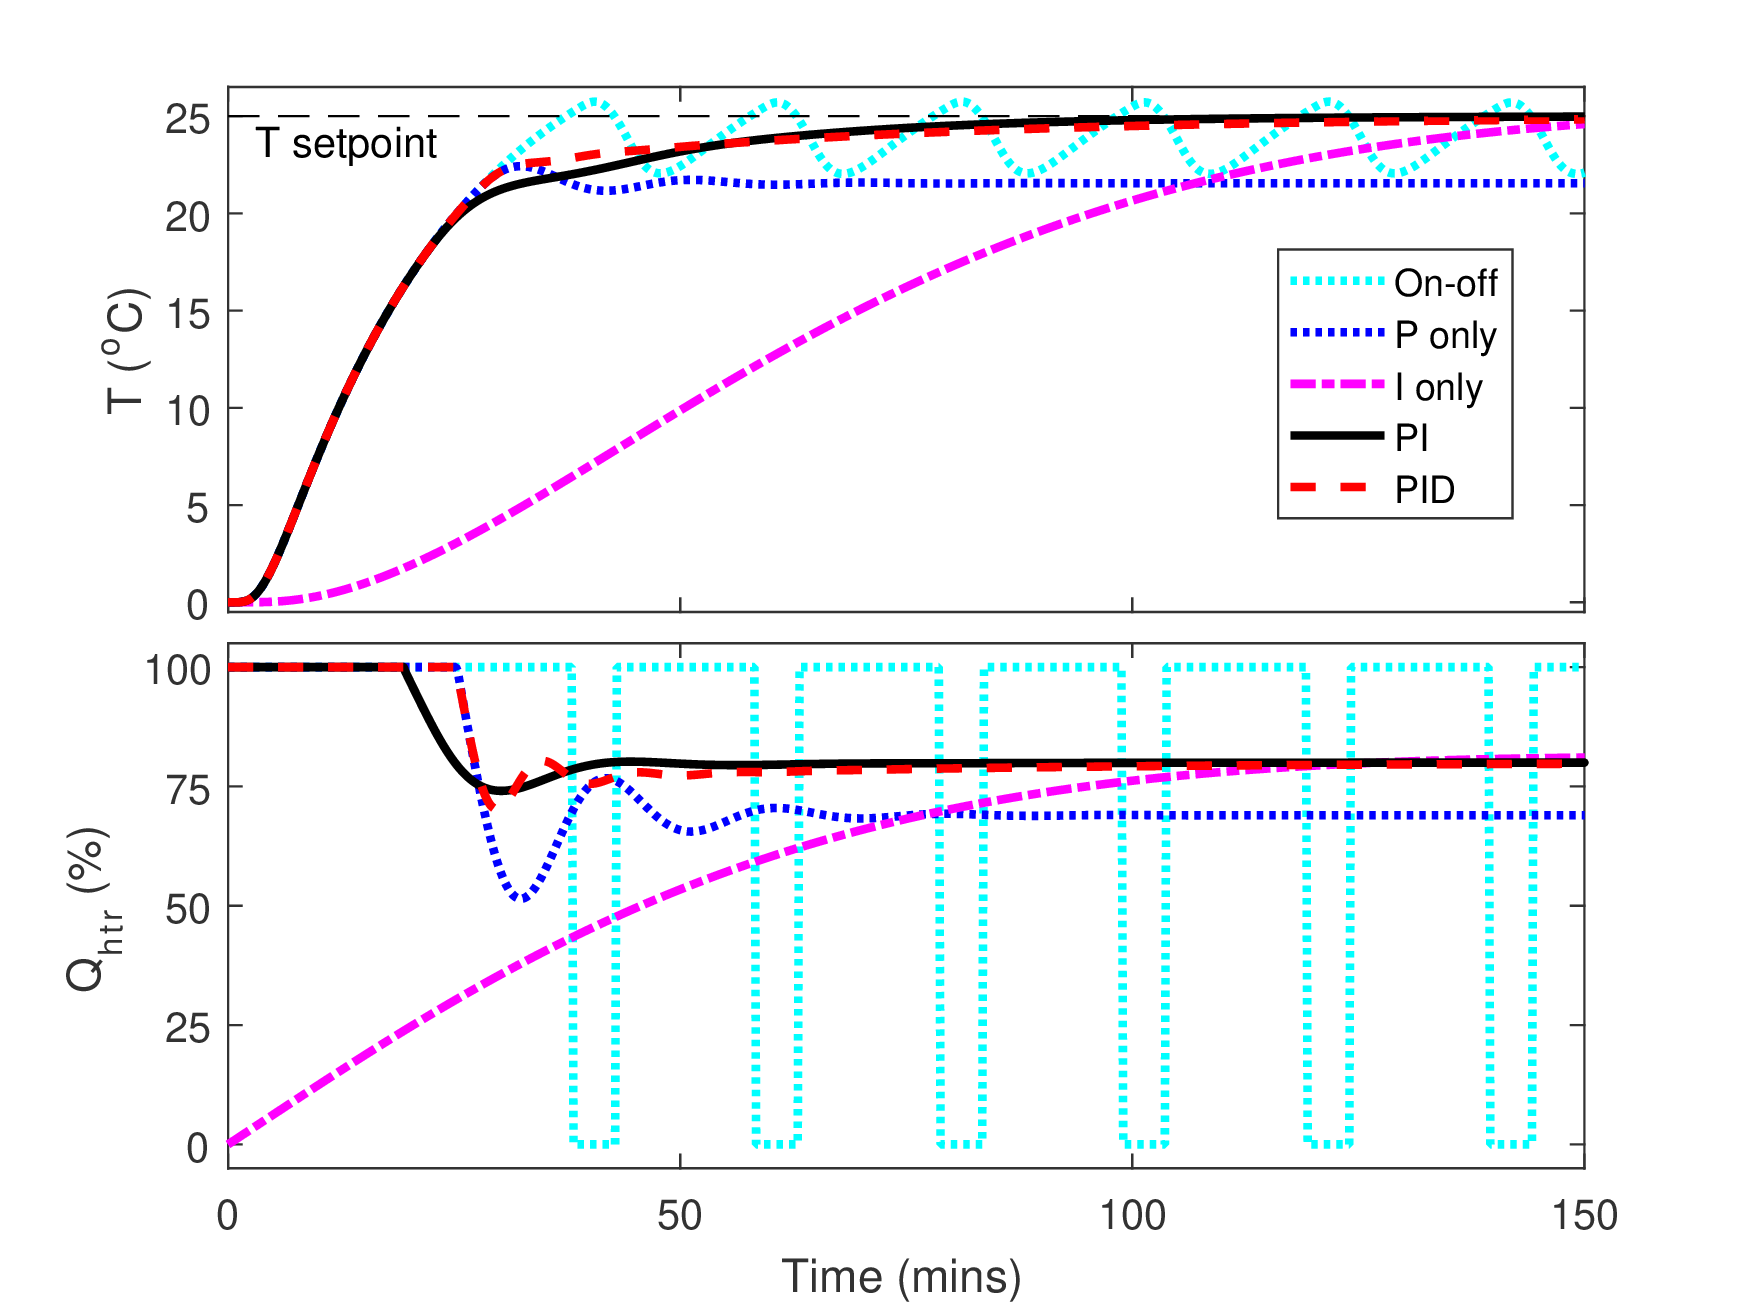 25
T setpoint
20
15
10
5
0
T (°C)
On-off
P only
I only
PI
PID
100
75
50
25
0
Q_htr (%)
0 50 100 150
Time (mins)